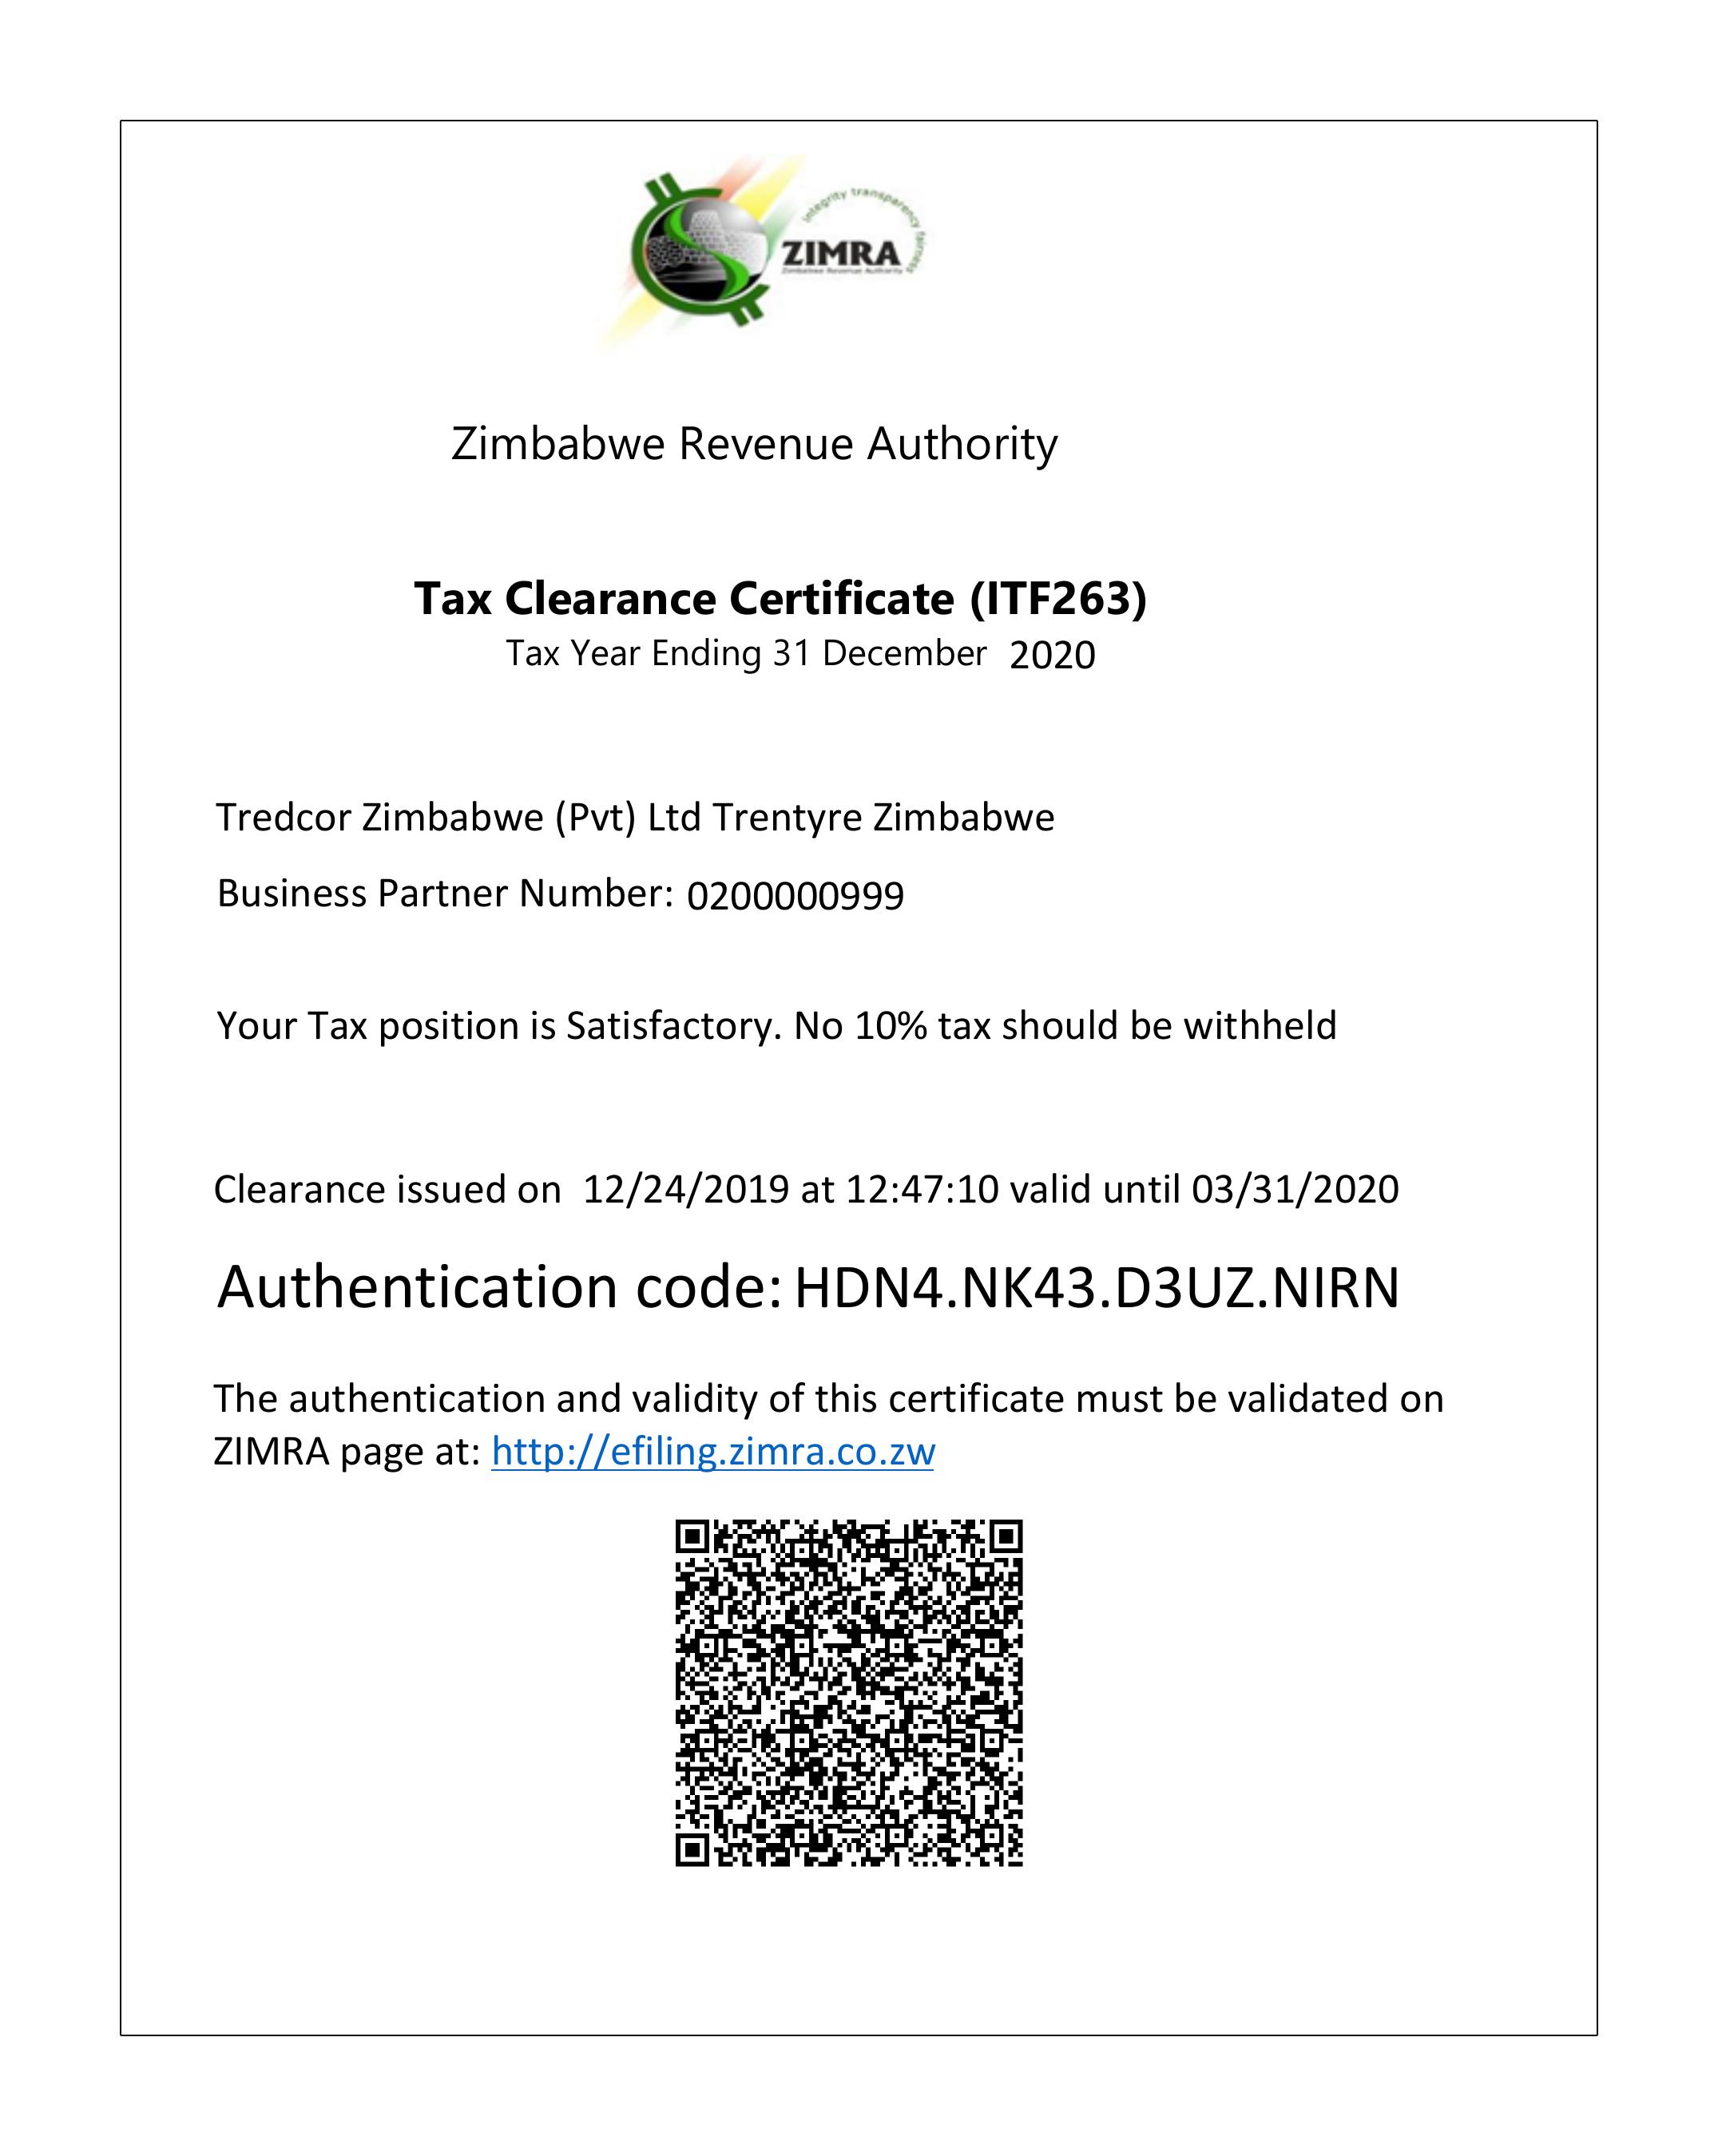 integrity transparency fairness
ZIMRA
Zimbabwe Revenue Authority
Zimbabwe Revenue Authority
Tax Clearance Certificate (ITF263)
Tax Year Ending 31 December 2020
Tredcor Zimbabwe (Pvt) Ltd Trentyre Zimbabwe
Business Partner Number: 0200000999
Your Tax position is Satisfactory. No 10% tax should be withheld
Clearance issued on 12/24/2019 at 12:47:10 valid until 03/31/2020
Authentication code: HDN4.NK43.D3UZ.NIRN
The authentication and validity of this certificate must be validated on
ZIMRA page at: http://efiling.zimra.co.zw